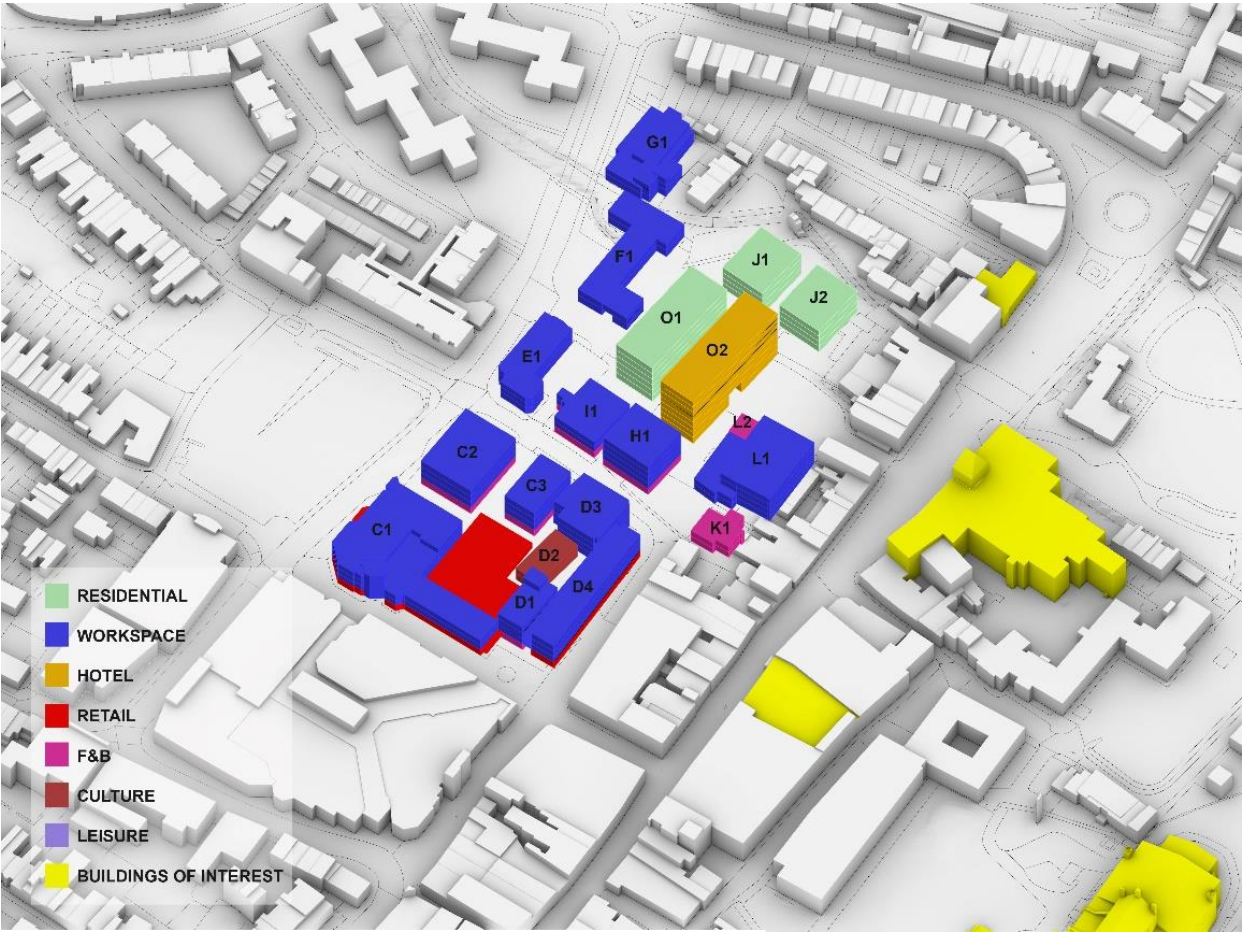 G1
F1
J1
J2
O1
O2
E1
I1
H1
L2
L1
C2
C3
D3
K1
C1
D2
D4
D1
RESIDENTIAL
WORKSPACE
HOTEL
RETAIL
F&B
CULTURE
LEISURE
BUILDINGS OF INTEREST